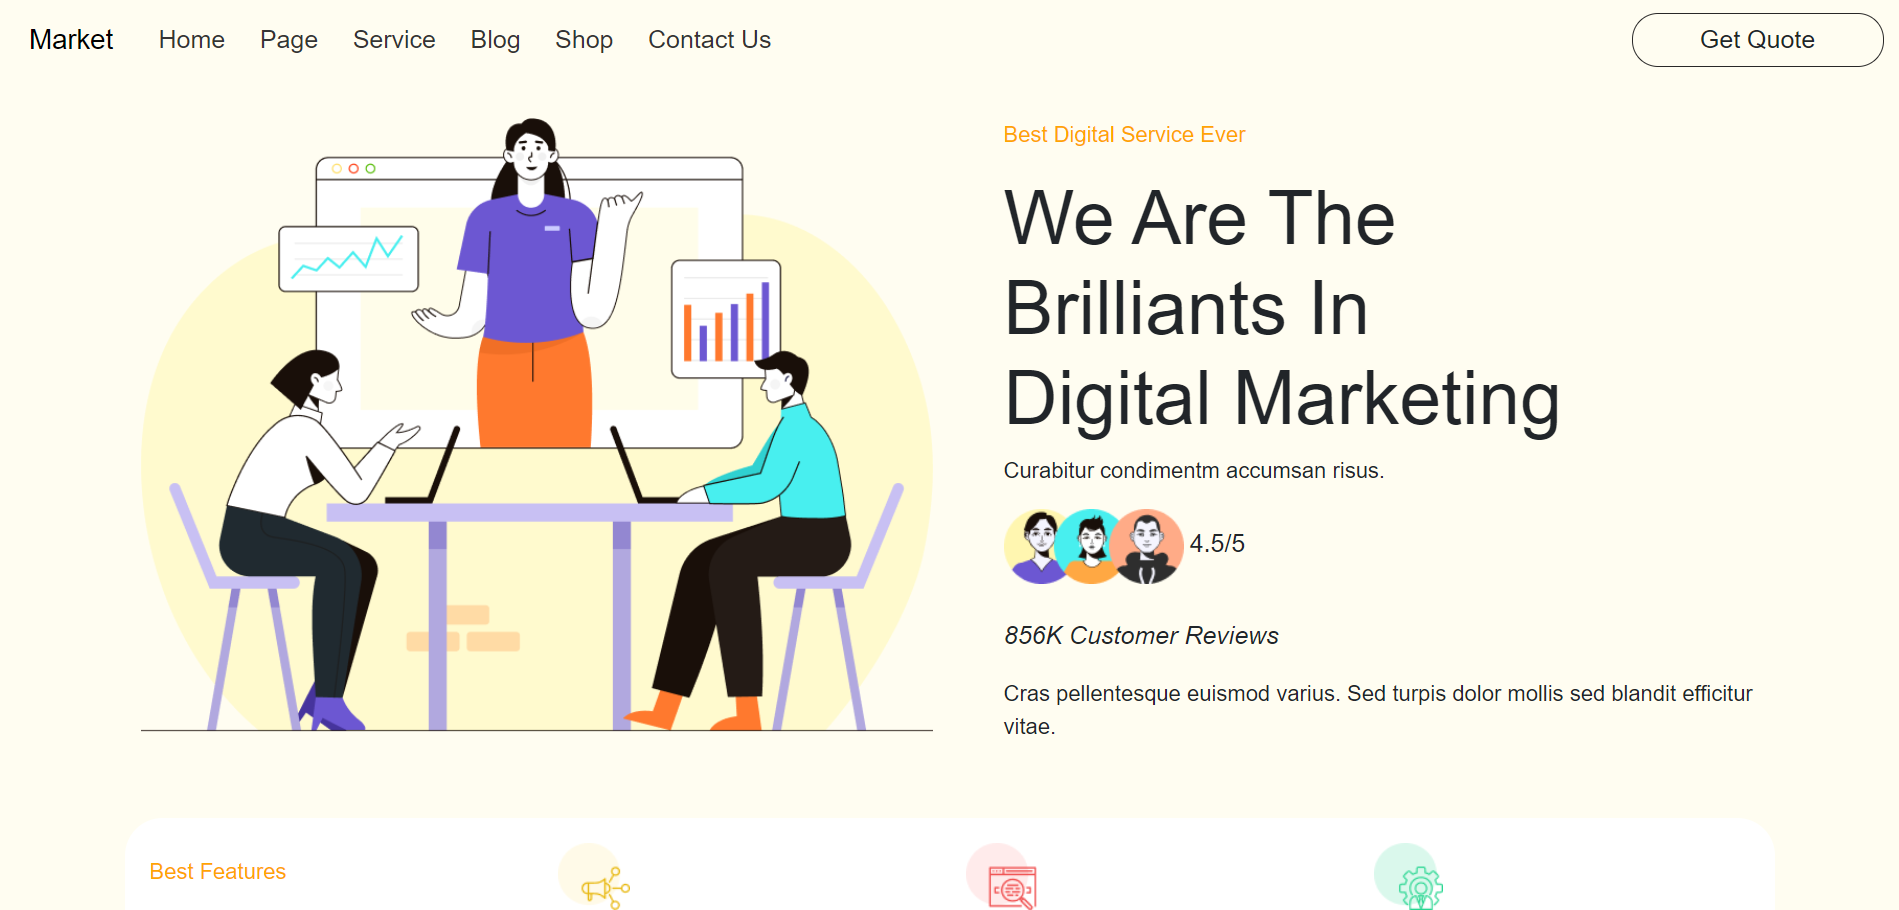 Market Home Page Service Blog Shop Contact Us Get Quote
Best Digital Service Ever
We Are The
Brilliants In
Digital Marketing
Curabitur condimentm accumsan risus.
4.5/5
856K Customer Reviews
Cras pellentesque euismod varius. Sed turpis dolor mollis sed blandit efficitur
vitae.
Best Features